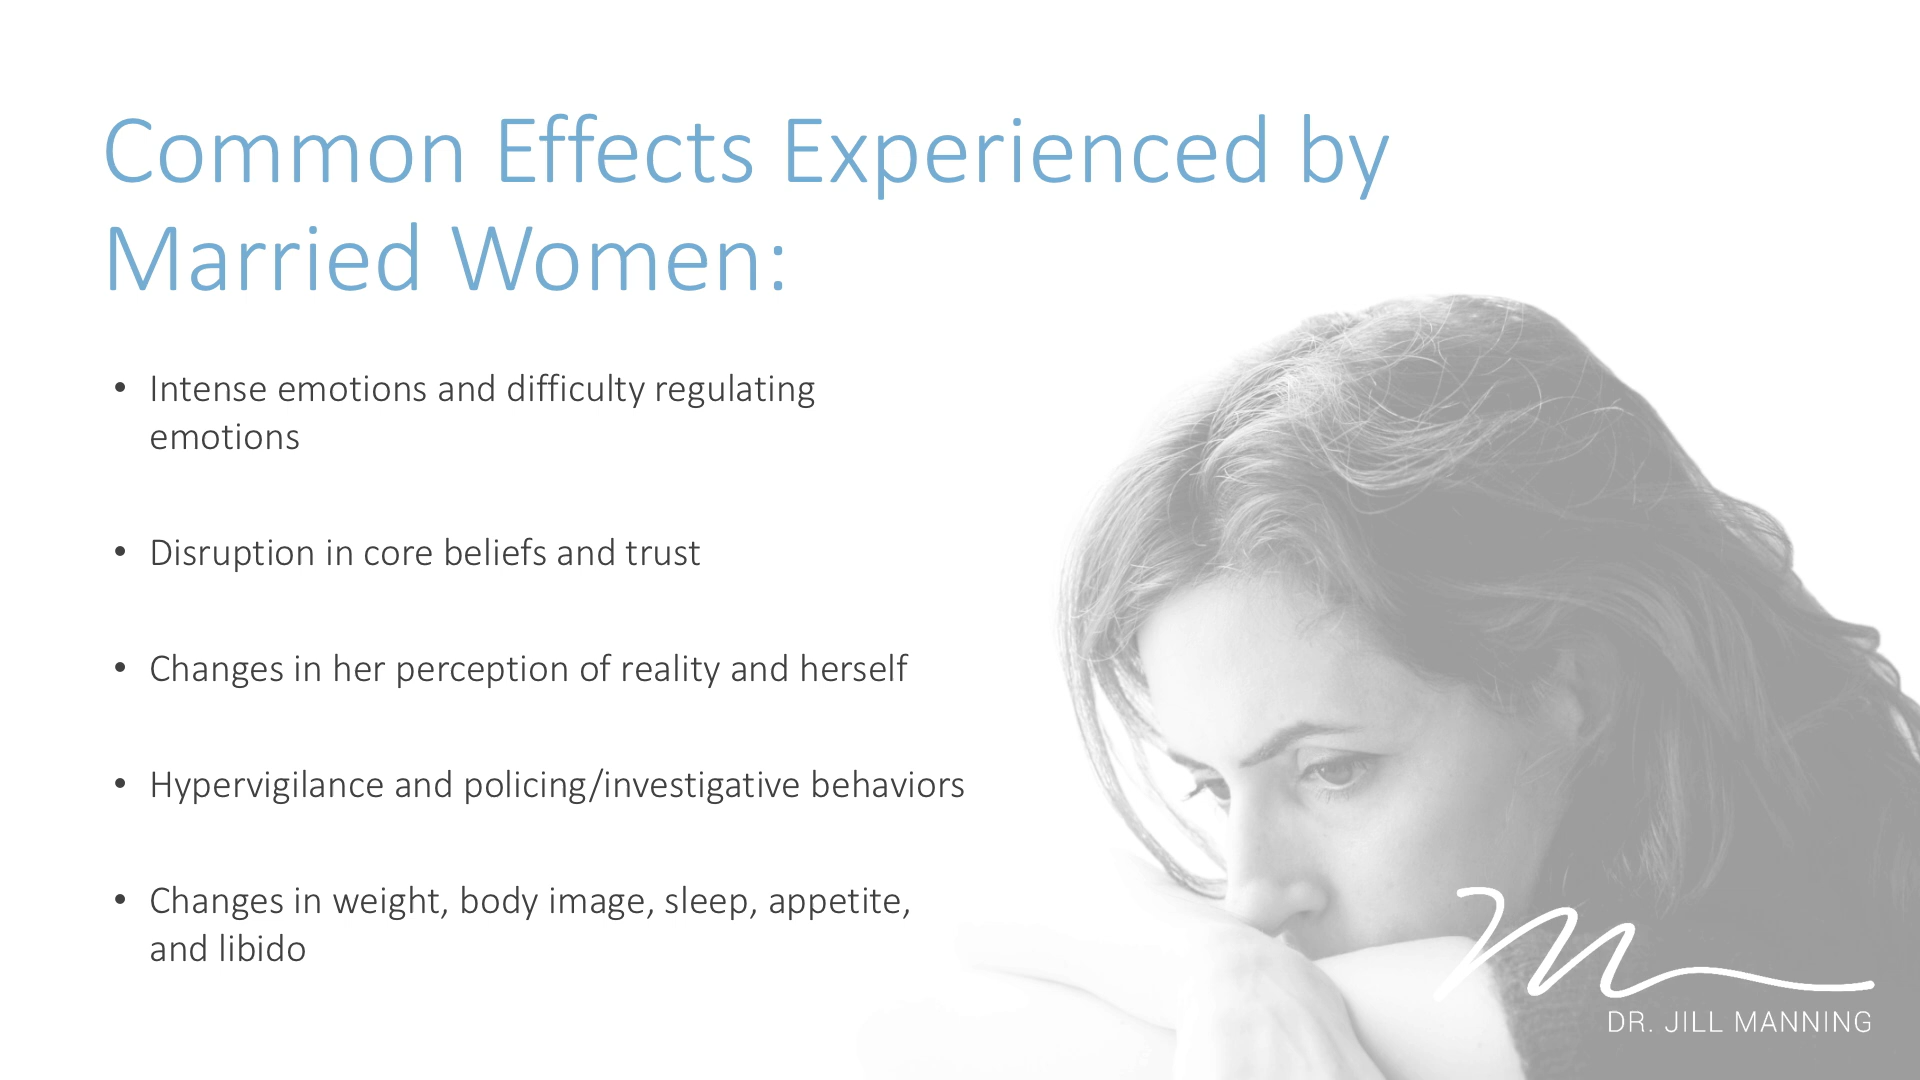 Common Effects Experienced by
Married Women:
• Intense emotions and difficulty regulating
emotions
• Disruption in core beliefs and trust
• Changes in her perception of reality and herself
• Hypervigilance and policing/investigative behaviors
• Changes in weight, body image, sleep, appetite,
and libido
DR. JILL MANNING